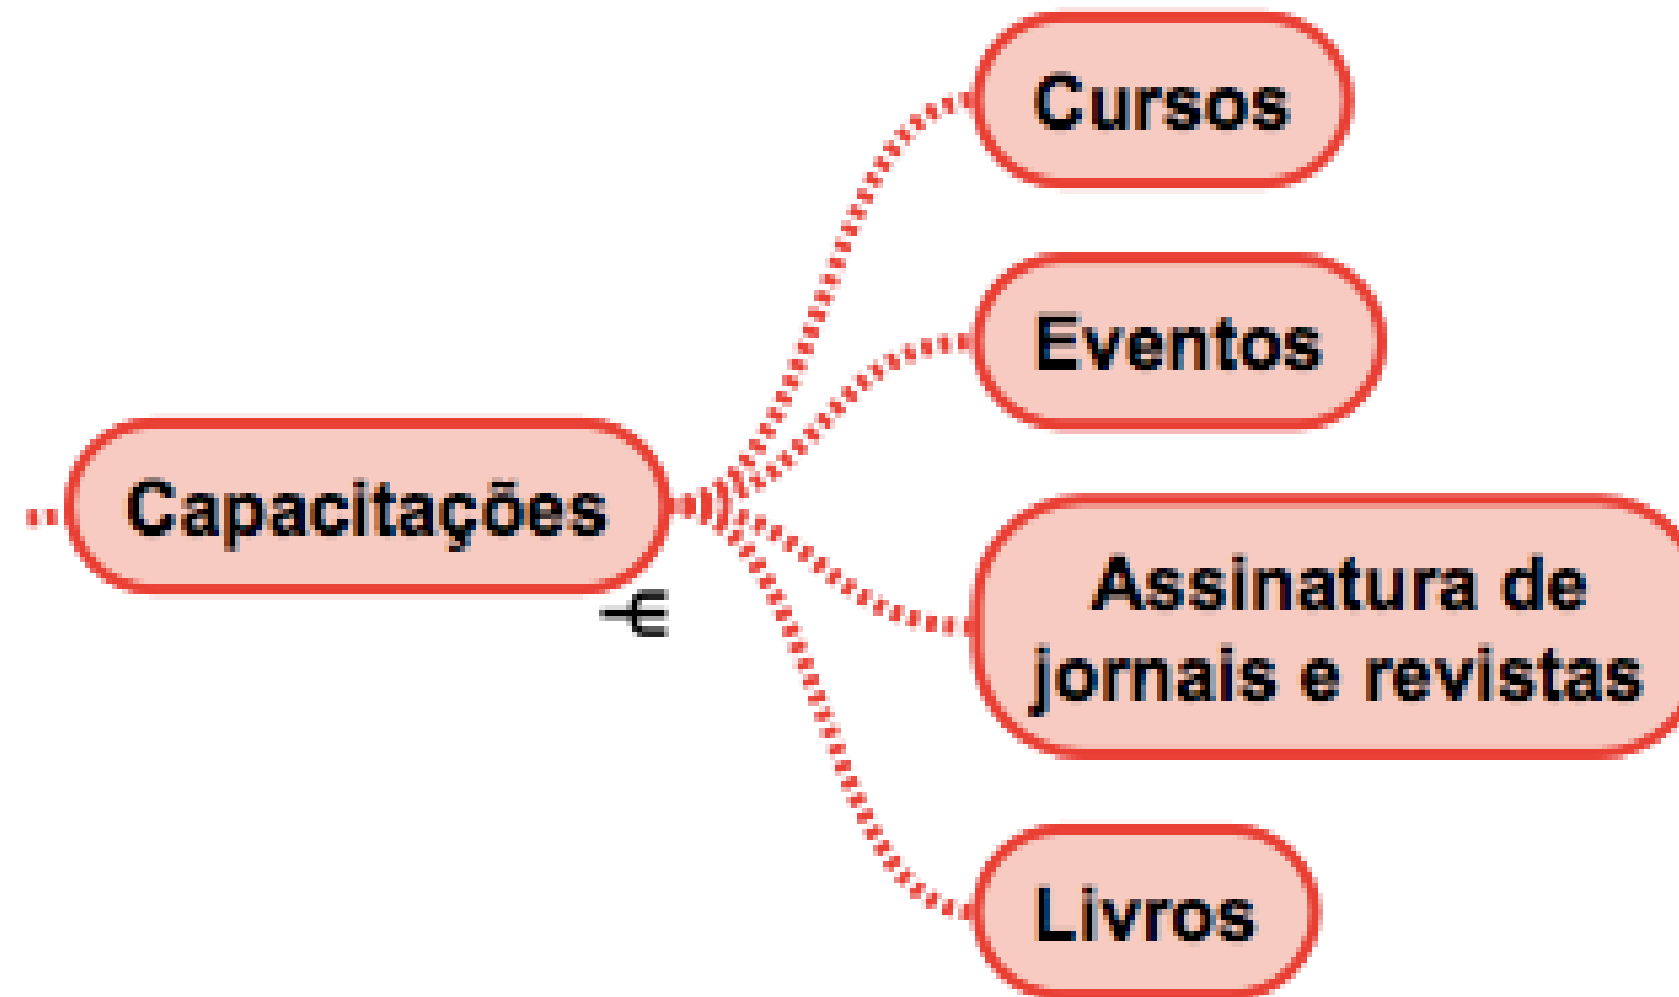 Cursos
Eventos
Capacitações
Assinatura de
jornais e revistas
Livros